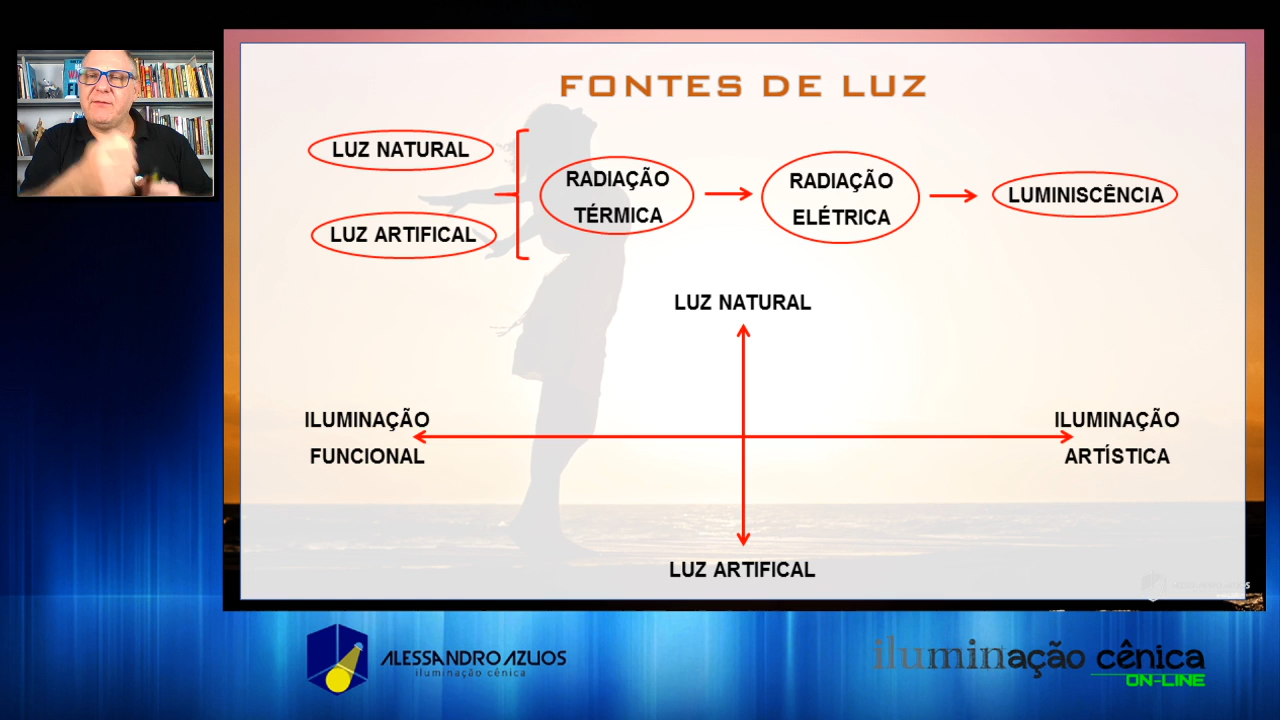 FONTES DE LUZ
LUZ NATURAL
LUZ ARTIFICAL
RADIAÇÃO
TÉRMICA
RADIAÇÃO
ELÉTRICA
LUMINISCÊNCIA
LUZ NATURAL
ILUMINAÇÃO
FUNCIONAL
ILUMINAÇÃO
ARTÍSTICA
LUZ ARTIFICAL
ALESSANDRO AZUOS
iluminação cênica
iluminação cênica
ON-LINE